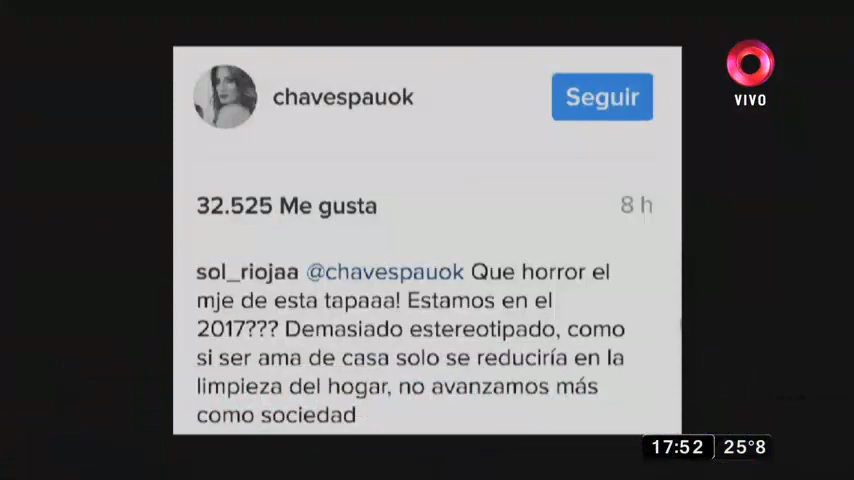 chavespauok
Seguir
VIVO
32.525 Me gusta
8 h
sol_riojaa @chavespauok Que horror el
mje de esta tapaaa! Estamos en el
2017??? Demasiado estereotipado, como
si ser ama de casa solo se reduciría en la
limpieza del hogar, no avanzamos más
como sociedad
17:52
25°8